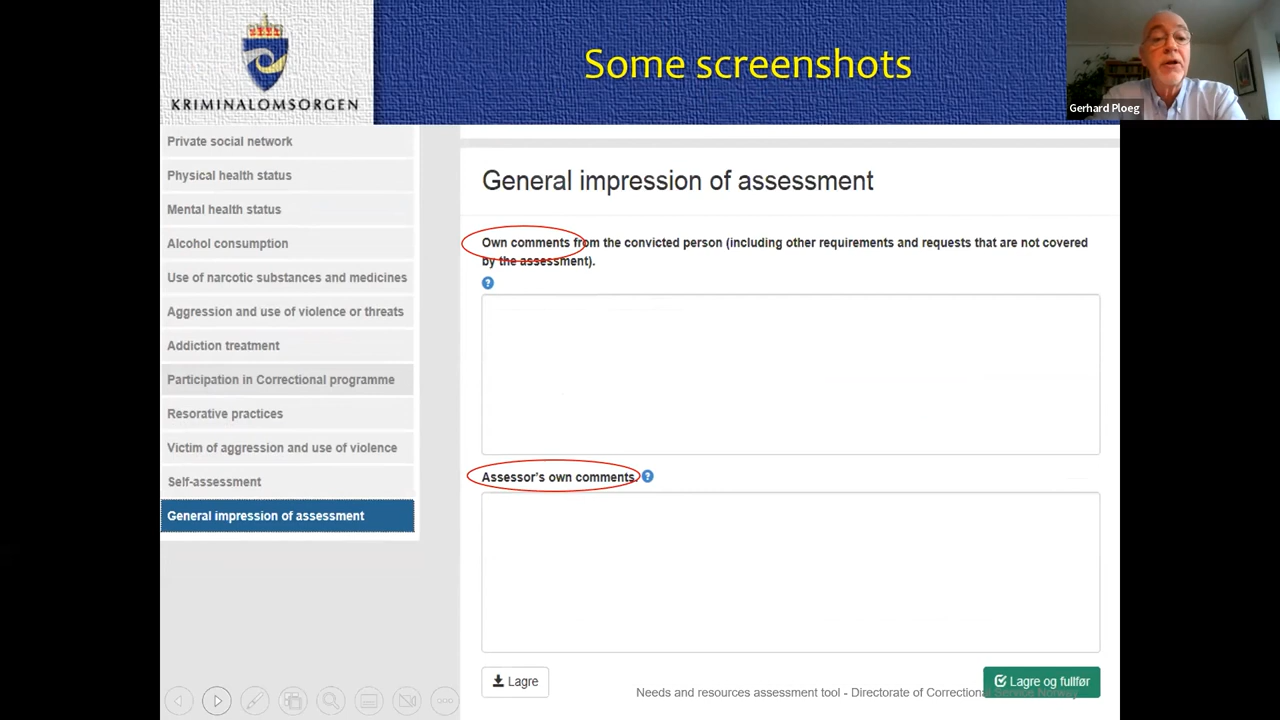 Some screenshots
KRIMINALOMSORGEN
Gerhard Ploeg
Private social network
Physical health status
Mental health status
Alcohol consumption
Use of narcotic substances and medicines
Aggression and use of violence or threats
Addiction treatment
Participation in Correctional programme
Resorative practices
Victim of aggression and use of violence
Self-assessment
General impression of assessment
General impression of assessment
Own comments from the convicted person (including other requirements and requests that are not covered
by the assessment).
?
Assessor's own comments. ?
Lagre
Lagre og fullfør
Needs and resources assessment tool - Directorate of Correctional Service Norway